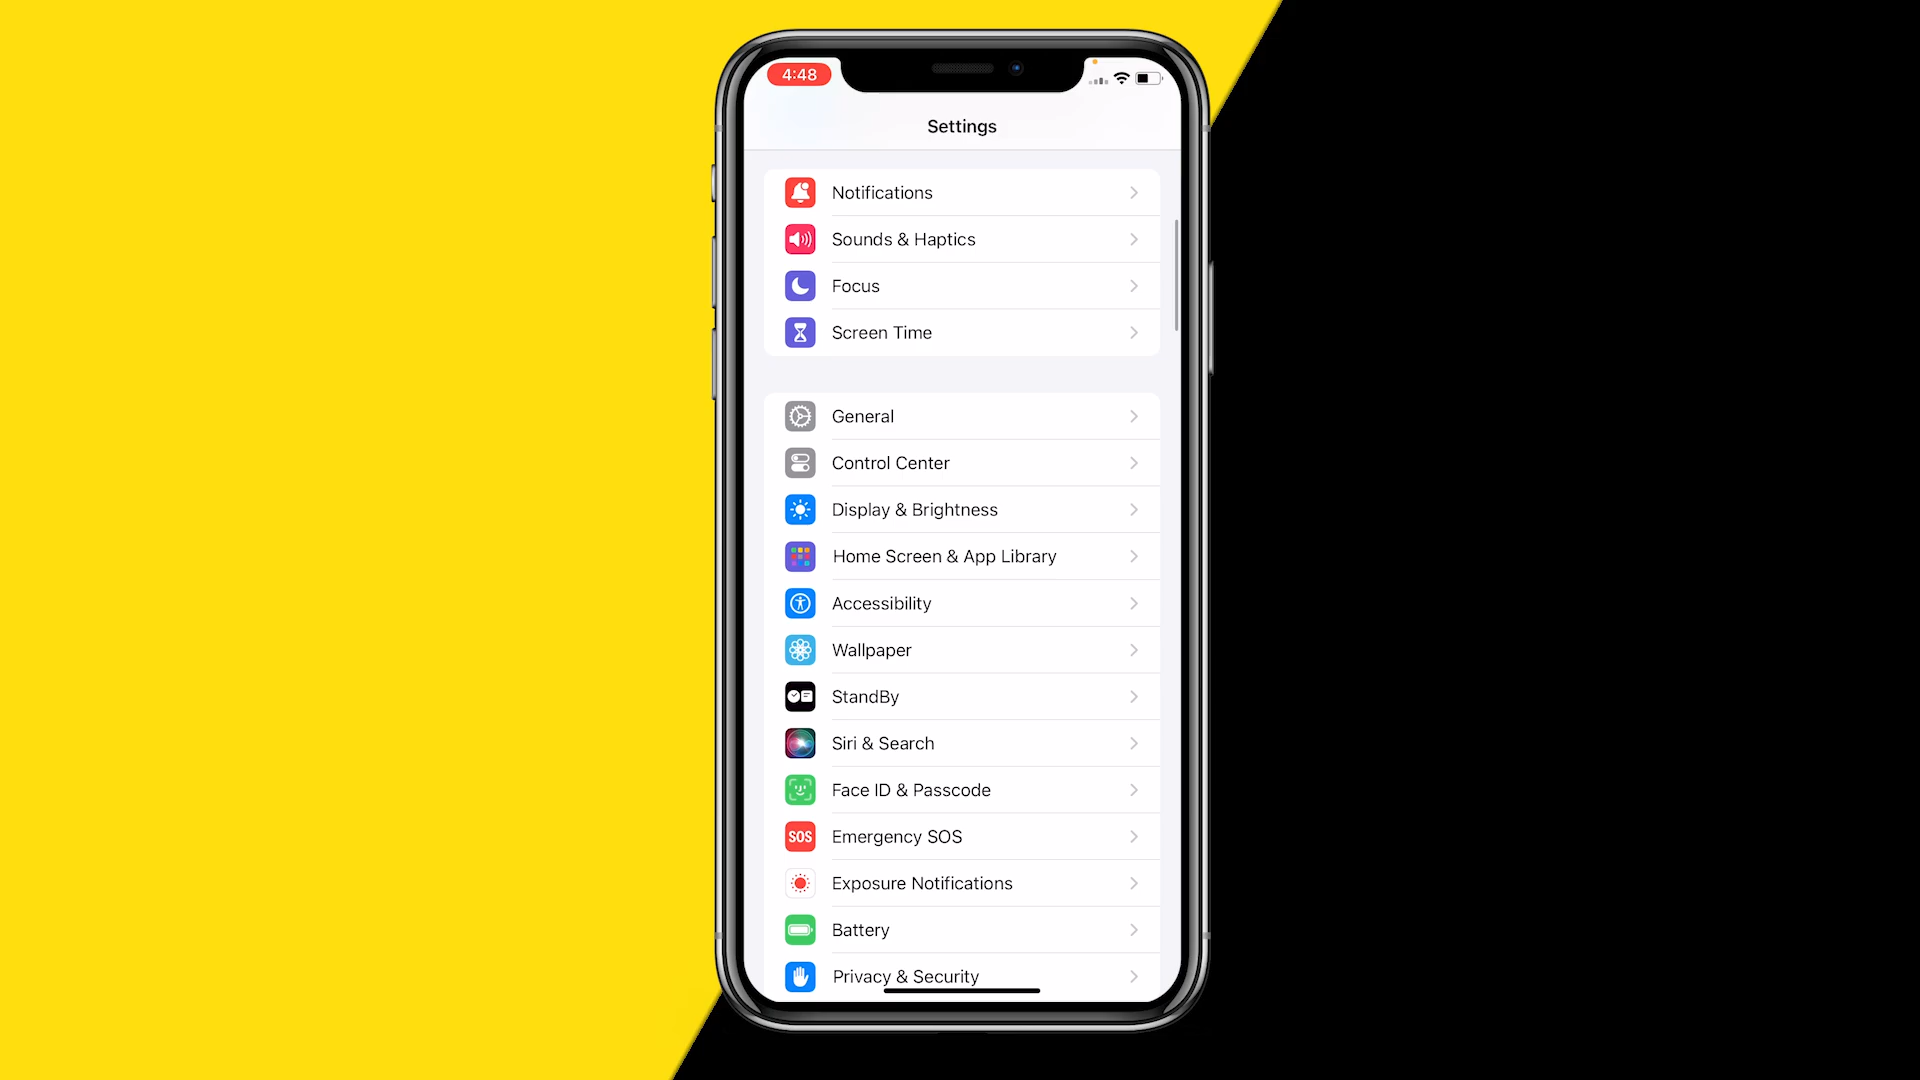 4:48
Settings
Notifications
Sounds & Haptics
Focus
Screen Time
General
Control Center
Display & Brightness
Home Screen & App Library
Accessibility
Wallpaper
StandBy
Siri & Search
Face ID & Passcode
SOS Emergency SOS
Exposure Notifications
Battery
Privacy & Security